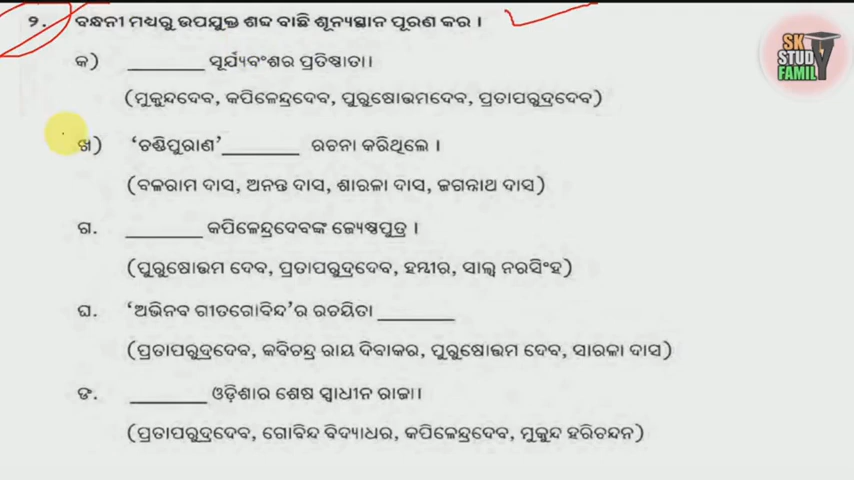 ୨. ବନ୍ଧନୀ ମଧ୍ୟରୁ ଉପଯୁକ୍ତ ଶବ୍ଦ ବାଛି ଶୂନ୍ୟସ୍ଥାନ ପୂରଣ କର ।
SK
STUDY
FAMILY
କ) _______ ସୂର୍ଯ୍ୟବଂଶର ପ୍ରତିଷ୍ଠାତା।
(ମୁକୁନ୍ଦଦେବ, କପିଳେନ୍ଦ୍ରଦେବ, ପୁରୁଷୋତ୍ତମଦେବ, ପ୍ରତାପରୁଦ୍ରଦେବ)
ଖ) ‘ଚଣ୍ଡିପୁରାଣ’_______ ରଚନା କରିଥିଲେ ।
(ବଳରାମ ଦାସ, ଅନନ୍ତ ଦାସ, ଶାରଳା ଦାସ, ଜଗନ୍ନାଥ ଦାସ)
ଗ. _______ କପିଳେନ୍ଦ୍ରଦେବଙ୍କ ଜ୍ୟେଷ୍ଠପୁତ୍ର ।
(ପୁରୁଷୋତ୍ତମ ଦେବ, ପ୍ରତାପରୁଦ୍ରଦେବ, ହମ୍ବୀର, ସାଲ୍ୱ ନରସିଂହ)
ଘ. ‘ଅଭିନବ ଗୀତଗୋବିନ୍ଦ’ର ରଚୟିତା _______
(ପ୍ରତାପରୁଦ୍ରଦେବ, କବିଚନ୍ଦ୍ର ରାୟ ଦିବାକର, ପୁରୁଷୋତ୍ତମ ଦେବ, ସାରଳା ଦାସ)
ଙ. _______ ଓଡ଼ିଶାର ଶେଷ ସ୍ୱାଧୀନ ରାଜା।
(ପ୍ରତାପରୁଦ୍ରଦେବ, ଗୋବିନ୍ଦ ବିଦ୍ୟାଧର, କପିଳେନ୍ଦ୍ରଦେବ, ମୁକୁନ୍ଦ ହରିଚନ୍ଦନ)